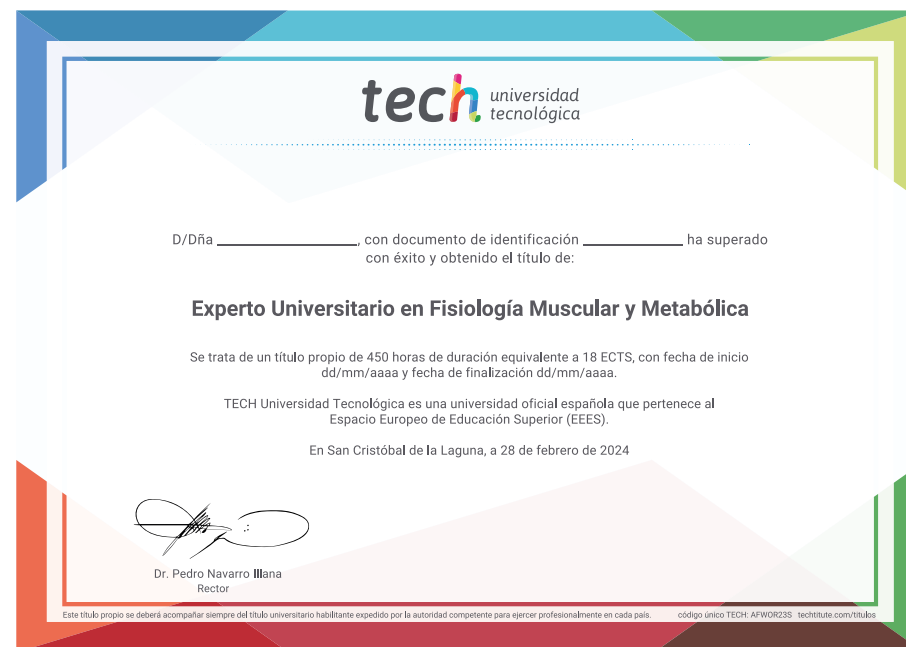 tech universidad
tecnológica
D/Dña ____________, con documento de identificación ____________ ha superado
con éxito y obtenido el título de:
Experto Universitario en Fisiología Muscular y Metabólica
Se trata de un título propio de 450 horas de duración equivalente a 18 ECTS, con fecha de inicio
dd/mm/aaaa y fecha de finalización dd/mm/aaaa.
TECH Universidad Tecnológica es una universidad oficial española que pertenece al
Espacio Europeo de Educación Superior (EEES).
En San Cristóbal de la Laguna, a 28 de febrero de 2024
Dr. Pedro Navarro Illana
Rector
Este título propio se deberá acompañar siempre del título universitario habilitante expedido por la autoridad competente para ejercer profesionalmente en cada país.
código único TECH: AFWOR23S techtitute.com/titulos